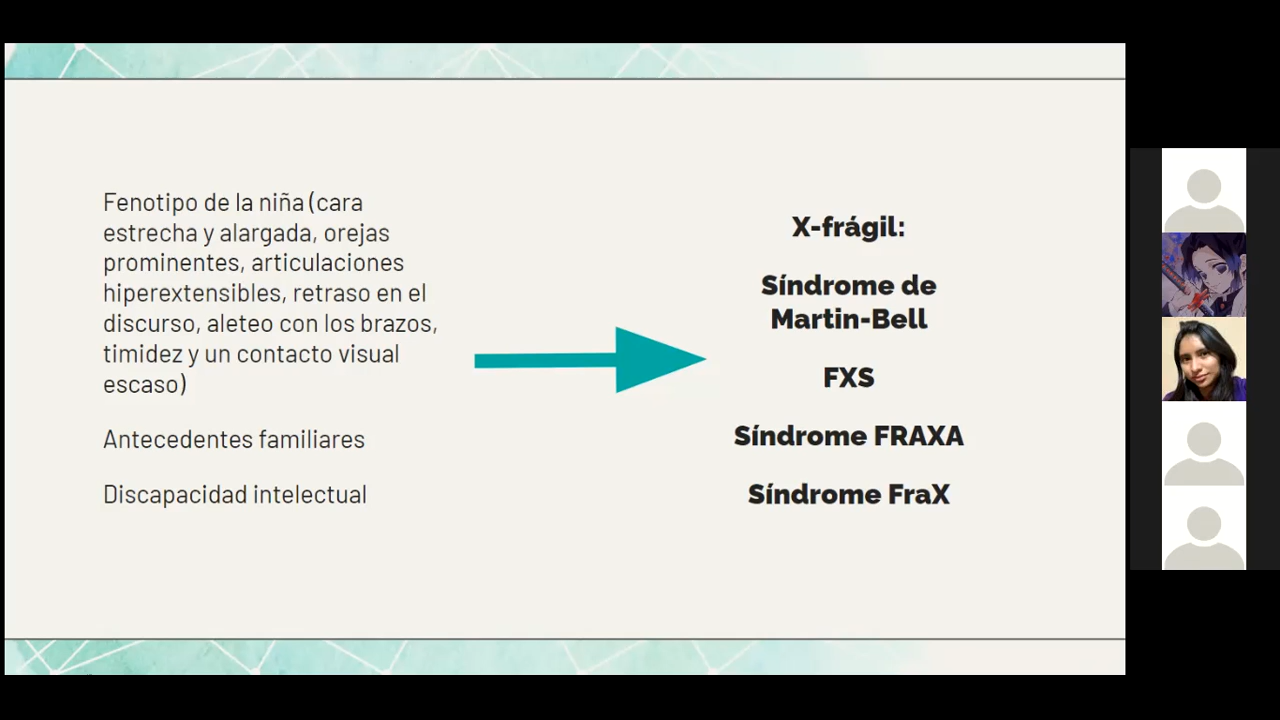 Fenotipo de la niña (cara
estrecha y alargada, orejas
prominentes, articulaciones
hiperextensibles, retraso en el
discurso, aleteo con los brazos,
timidez y un contacto visual
escaso)
Antecedentes familiares
Discapacidad intelectual
X-frágil:
Síndrome de
Martin-Bell
FXS
Síndrome FRAXA
Síndrome FraX